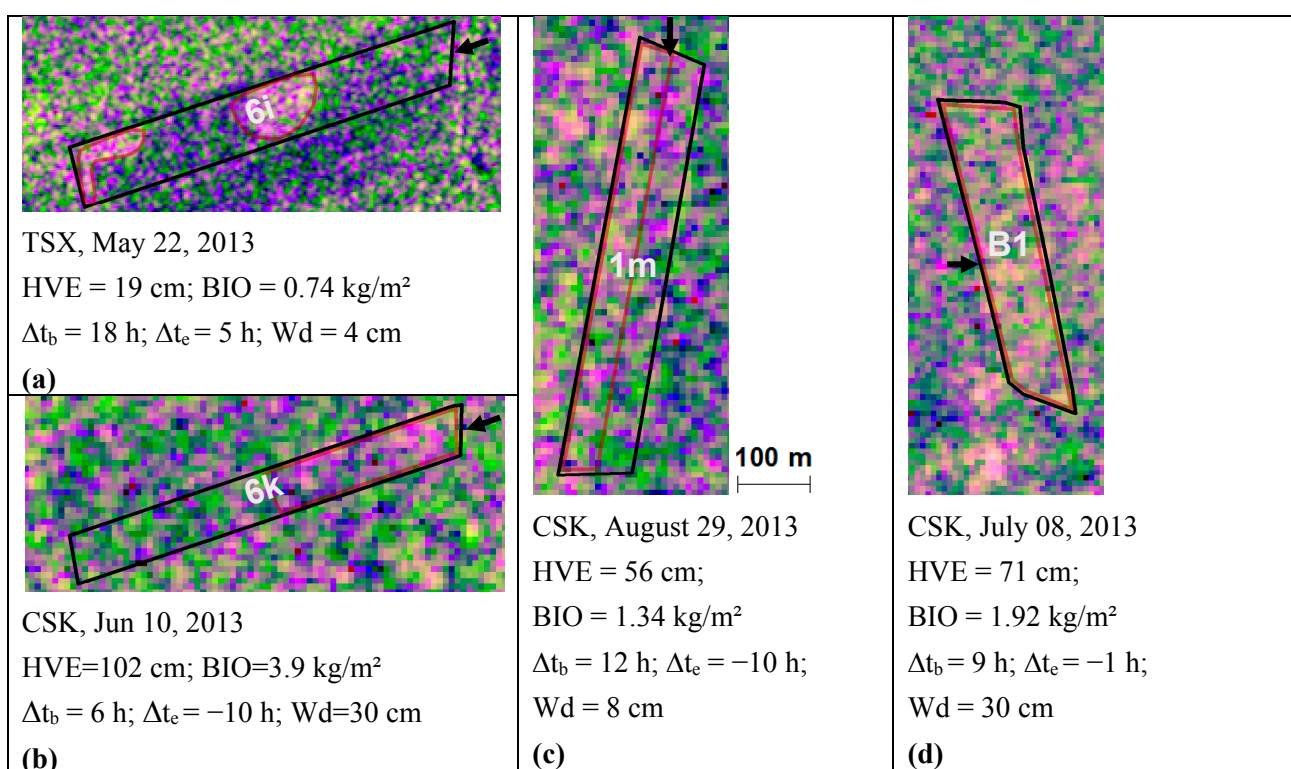 6i
TSX, May 22, 2013
HVE = 19 cm; BIO = 0.74 kg/m²
Δtb = 18 h; Δte = 5 h; Wd = 4 cm
(a)
6k
CSK, Jun 10, 2013
HVE=102 cm; BIO=3.9 kg/m²
Δtb = 6 h; Δte = −10 h; Wd=30 cm
(b)
1m
100 m
CSK, August 29, 2013
HVE = 56 cm;
BIO = 1.34 kg/m²
Δtb = 12 h; Δte = −10 h;
Wd = 8 cm
(c)
B1
CSK, July 08, 2013
HVE = 71 cm;
BIO = 1.92 kg/m²
Δtb = 9 h; Δte = −1 h;
Wd = 30 cm
(d)